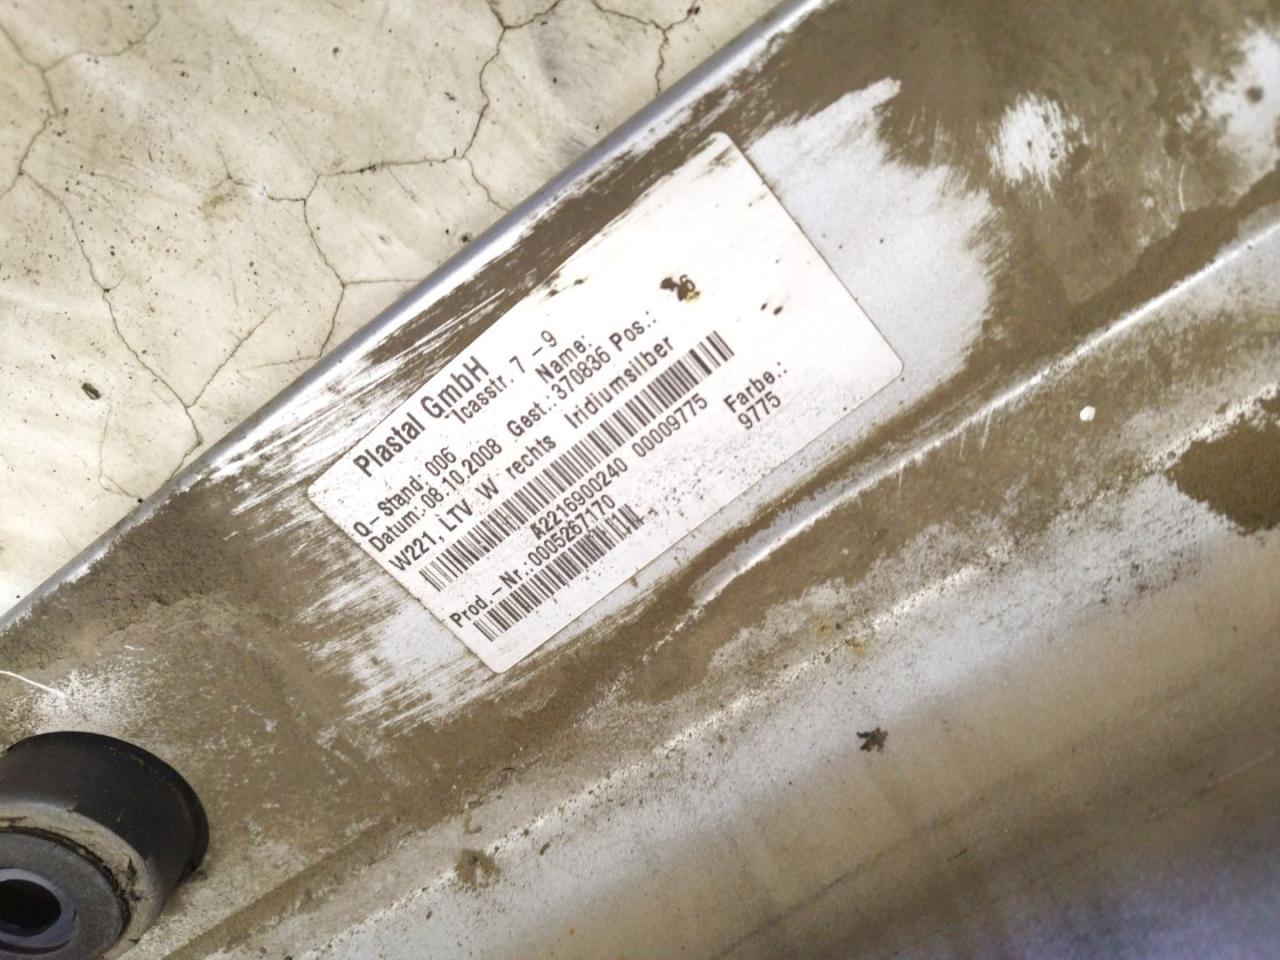 Plastal GmbH
Icasstr. 7 - 9
Q-Stand: 006 Name:
Datum: 08.10.2008 Gest.: 370836 Pos.:
W221, LTV W rechts Iridiumsilber
A2216900240 00009775 Farbe.:
Prod.-Nr.: 0005267170 9775